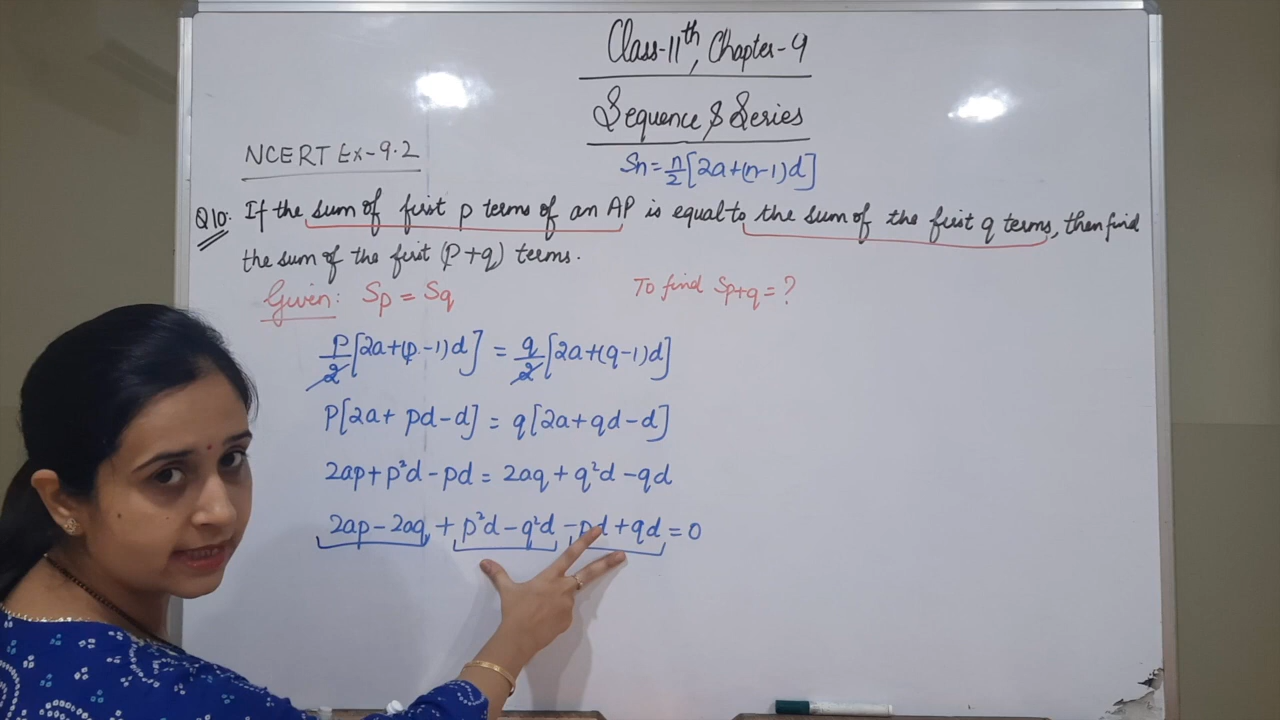 Class-11th, Chapter-9
Sequence & Series
NCERT Ex-9.2
Sn=n/2[2a+(n-1)d]
Q10. If the sum of first p terms of an AP is equal to the sum of the first q terms, then find
the sum of the first (p+q) terms.
Given: Sp = Sq
To find Sp+q = ?
p/2[2a+(p-1)d] = q/2[2a+(q-1)d]
P[2a+ pd-d] = q[2a+qd-d]
2ap+p²d-pd = 2aq+q²d-qd
2ap-2aq+p²d-q²d-pd+qd=0